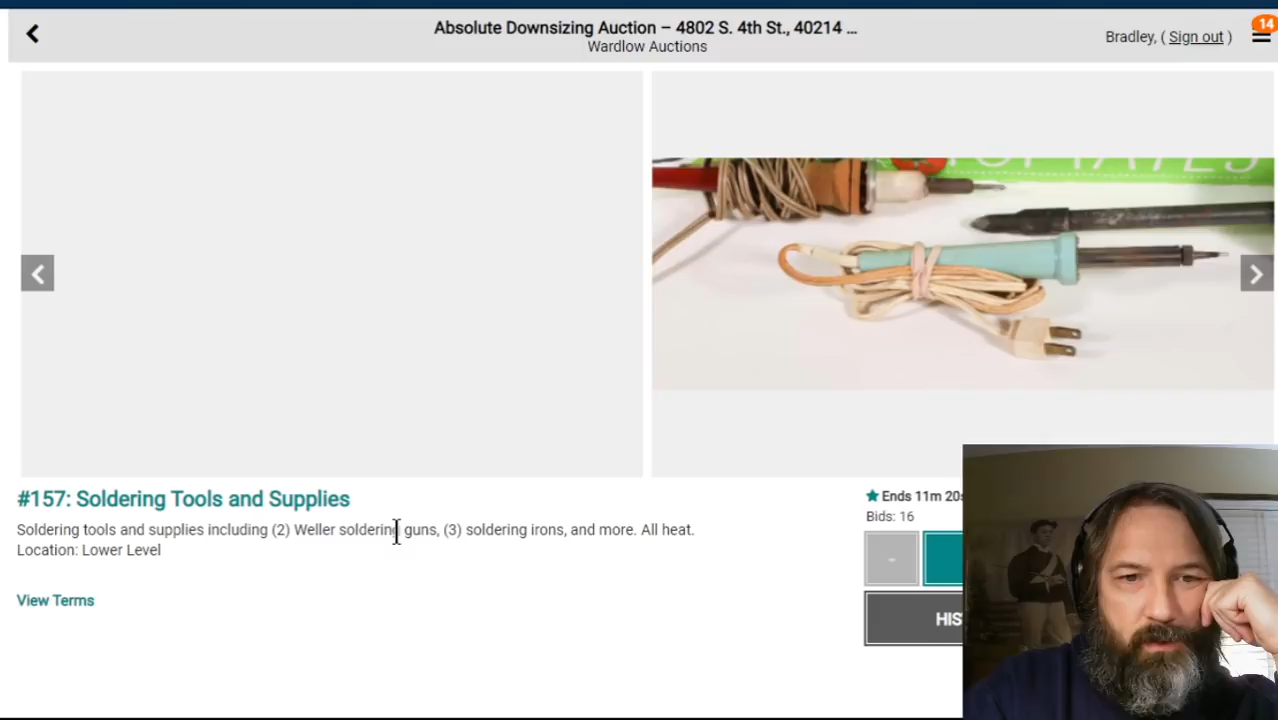 Absolute Downsizing Auction – 4802 S. 4th St., 40214 ...
Wardlow Auctions
Bradley, ( Sign out )
14
#157: Soldering Tools and Supplies
Soldering tools and supplies including (2) Weller soldering guns, (3) soldering irons, and more. All heat.
Location: Lower Level
View Terms
Ends 11m 20s
Bids: 16
-